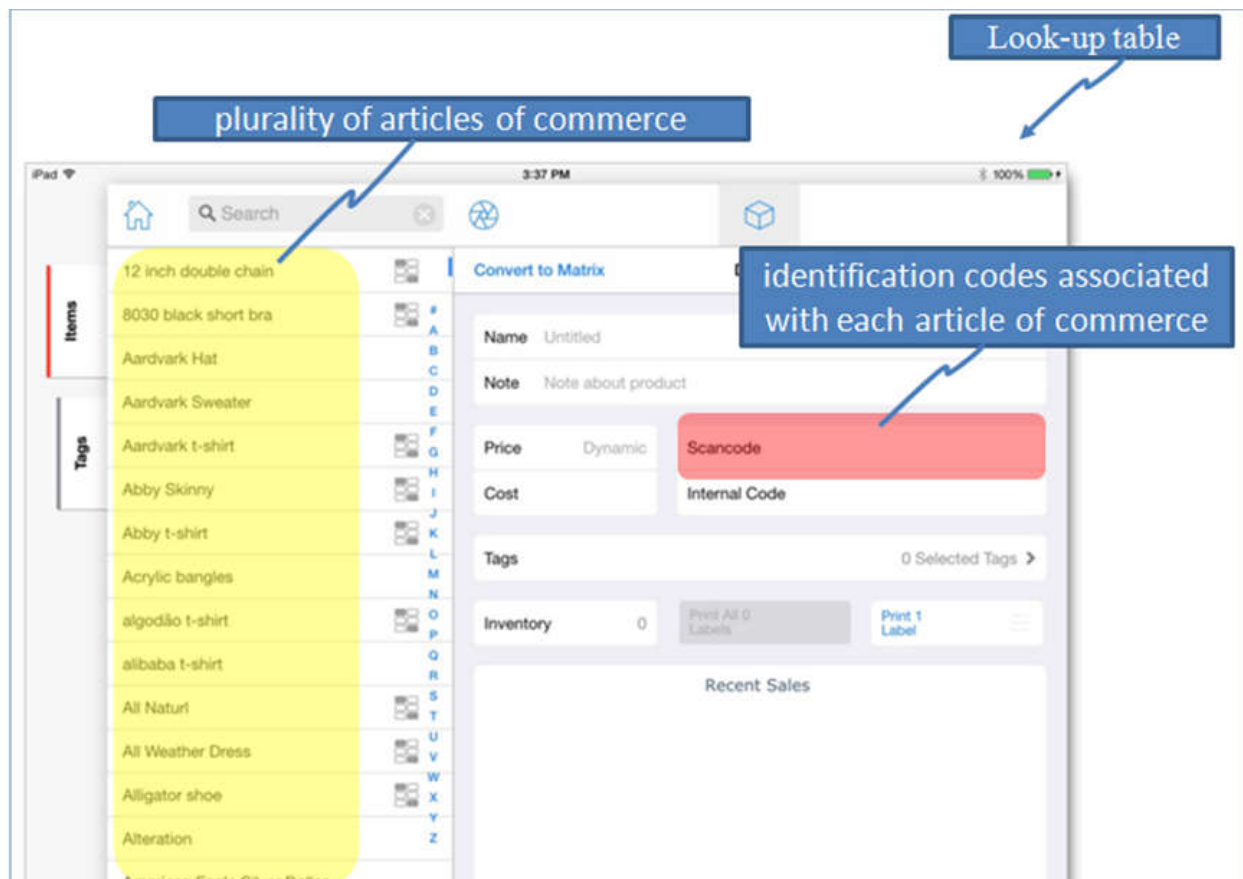 Look-up table
plurality of articles of commerce
iPad
3:37 PM
100%
Search
identification codes associated
with each article of commerce
Items
Tags
12 inch double chain
8030 black short bra
Aardvark Hat
Aardvark Sweater
Aardvark t-shirt
Abby Skinny
Abby t-shirt
Acrylic bangles
algodão t-shirt
alibaba t-shirt
All Naturl
All Weather Dress
Alligator shoe
Alteration
#
A
B
C
D
E
F
G
H
I
J
K
L
M
N
O
P
Q
R
S
T
U
V
W
X
Y
Z
Convert to Matrix
Name Untitled
Note Note about product
Price Dynamic
Scancode
Cost
Internal Code
Tags 0 Selected Tags >
Inventory 0
Print All 0
Labels
Print 1
Label
Recent Sales